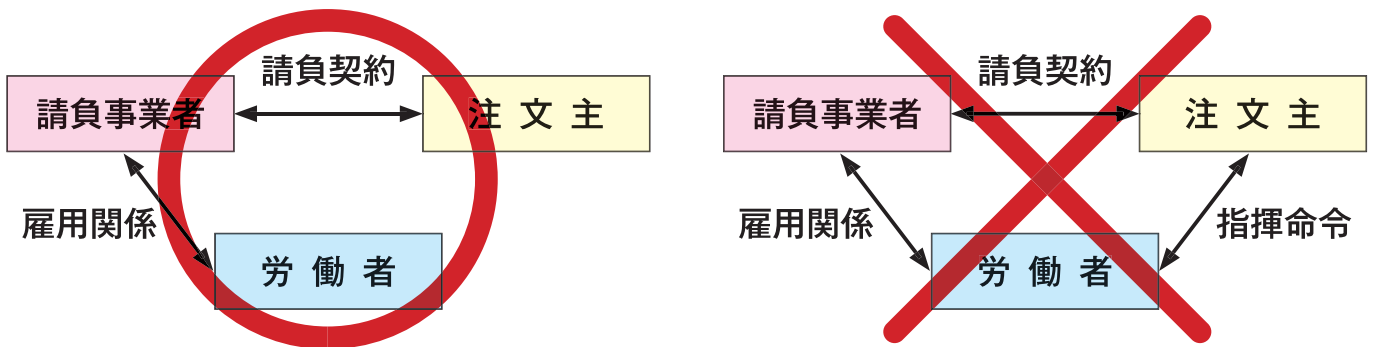 請負契約
請負事業者
注文主
雇用関係
労働者
請負契約
請負事業者
注文主
雇用関係
指揮命令
労働者